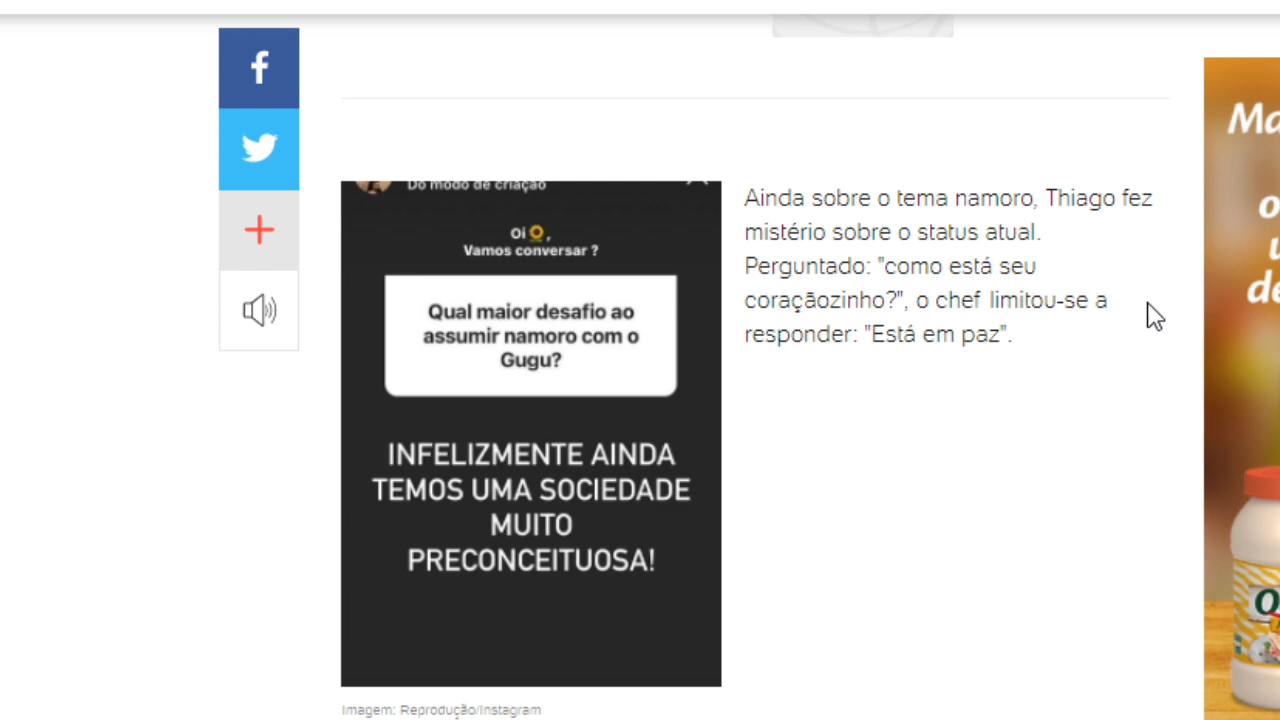 Do modo de criação
Oi
,
Vamos conversar ?
Qual maior desafio ao
assumir namoro com o
Gugu?
INFELIZMENTE AINDA
TEMOS UMA SOCIEDADE
MUITO
PRECONCEITUOSA!
Imagem: Reprodução/Instagram
Ainda sobre o tema namoro, Thiago fez
mistério sobre o status atual.
Perguntado: "como está seu
coraçãozinho?", o chef limitou-se a
responder: "Está em paz".